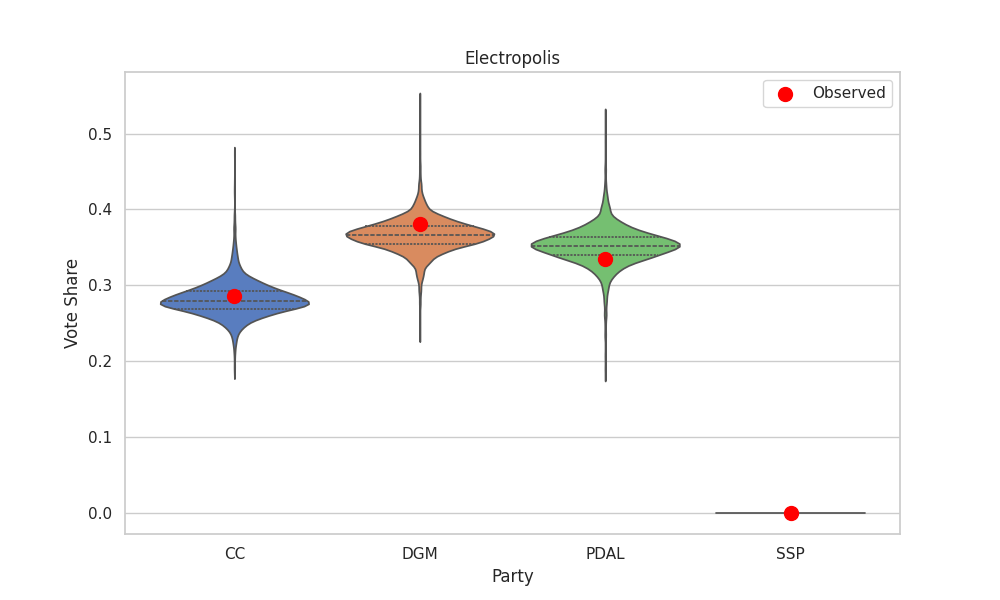 Electropolis
Observed
Vote Share
0.5
0.4
0.3
0.2
0.1
0.0
CC DGM PDAL SSP
Party